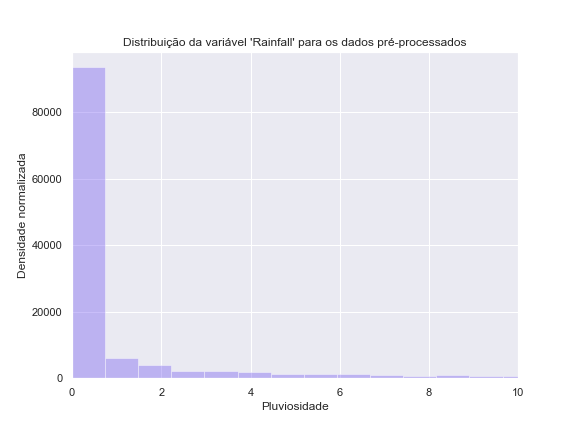 Distribuição da variável 'Rainfall' para os dados pré-processados
Densidade normalizada
80000
60000
40000
20000
0
0 2 4 6 8 10
Pluviosidade